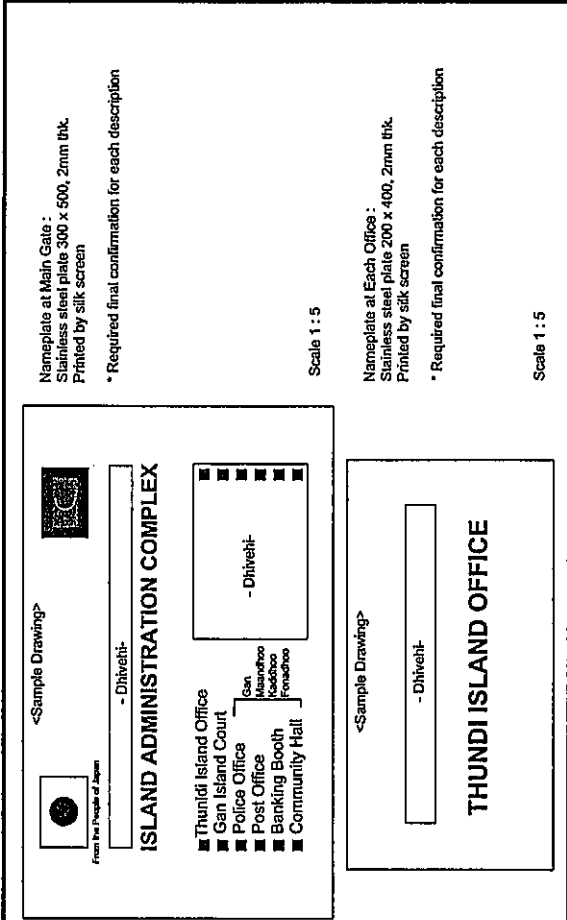 <Sample Drawing>
From the People of Japan
- Dhivehi-
ISLAND ADMINISTRATION COMPLEX
■ Thunldi Island Office
■ Gan Island Court
■ Police Office
■ Post Office
■ Banking Booth
■ Community Hall
Gan
Maandhoo
Kaddhoo
Fonadhoo
- Dhivehi-
Nameplate at Main Gate :
Stainless steel plate 300 x 500, 2mm thk.
Printed by silk screen
* Required final confirmation for each description
Scale 1 : 5
<Sample Drawing>
- Dhivehi-
THUNDI ISLAND OFFICE
Nameplate at Each Office :
Stainless steel plate 200 x 400, 2mm thk.
Printed by silk screen
* Required final confirmation for each description
Scale 1 : 5